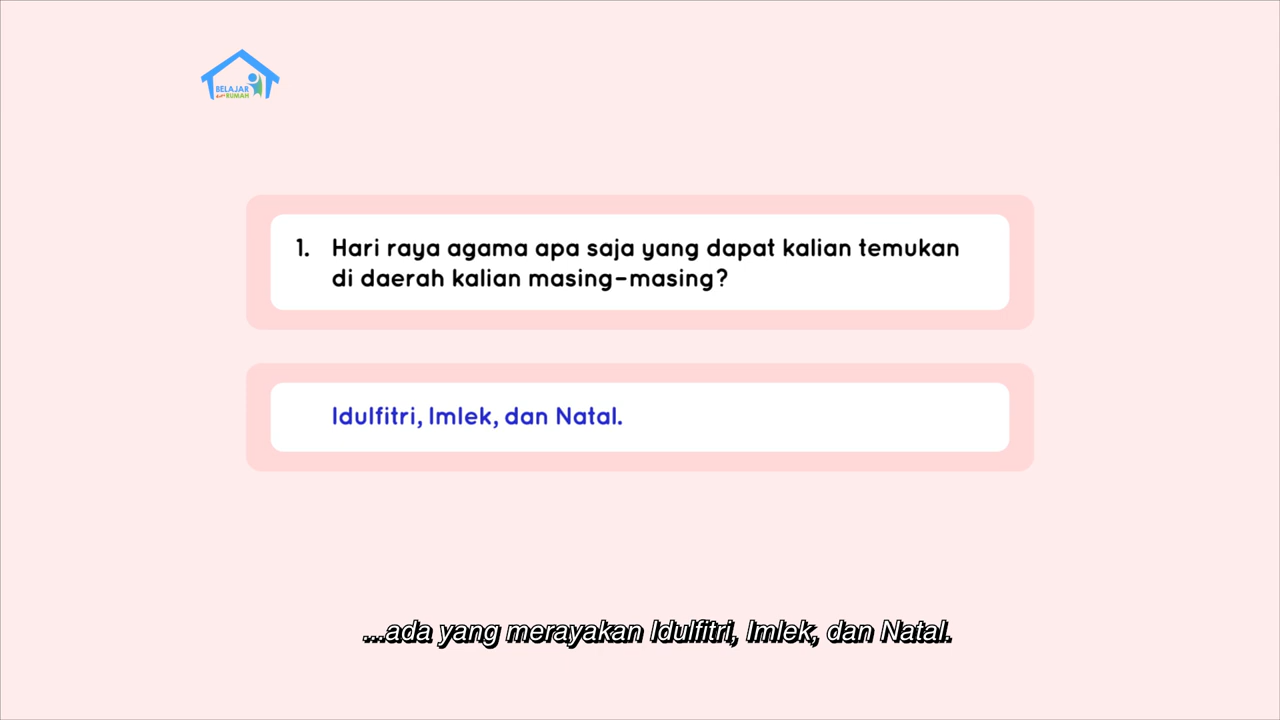 BELAJAR
dari RUMAH
1. Hari raya agama apa saja yang dapat kalian temukan
di daerah kalian masing-masing?
Idulfitri, Imlek, dan Natal.
...ada yang merayakan Idulfitri, Imlek, dan Natal.